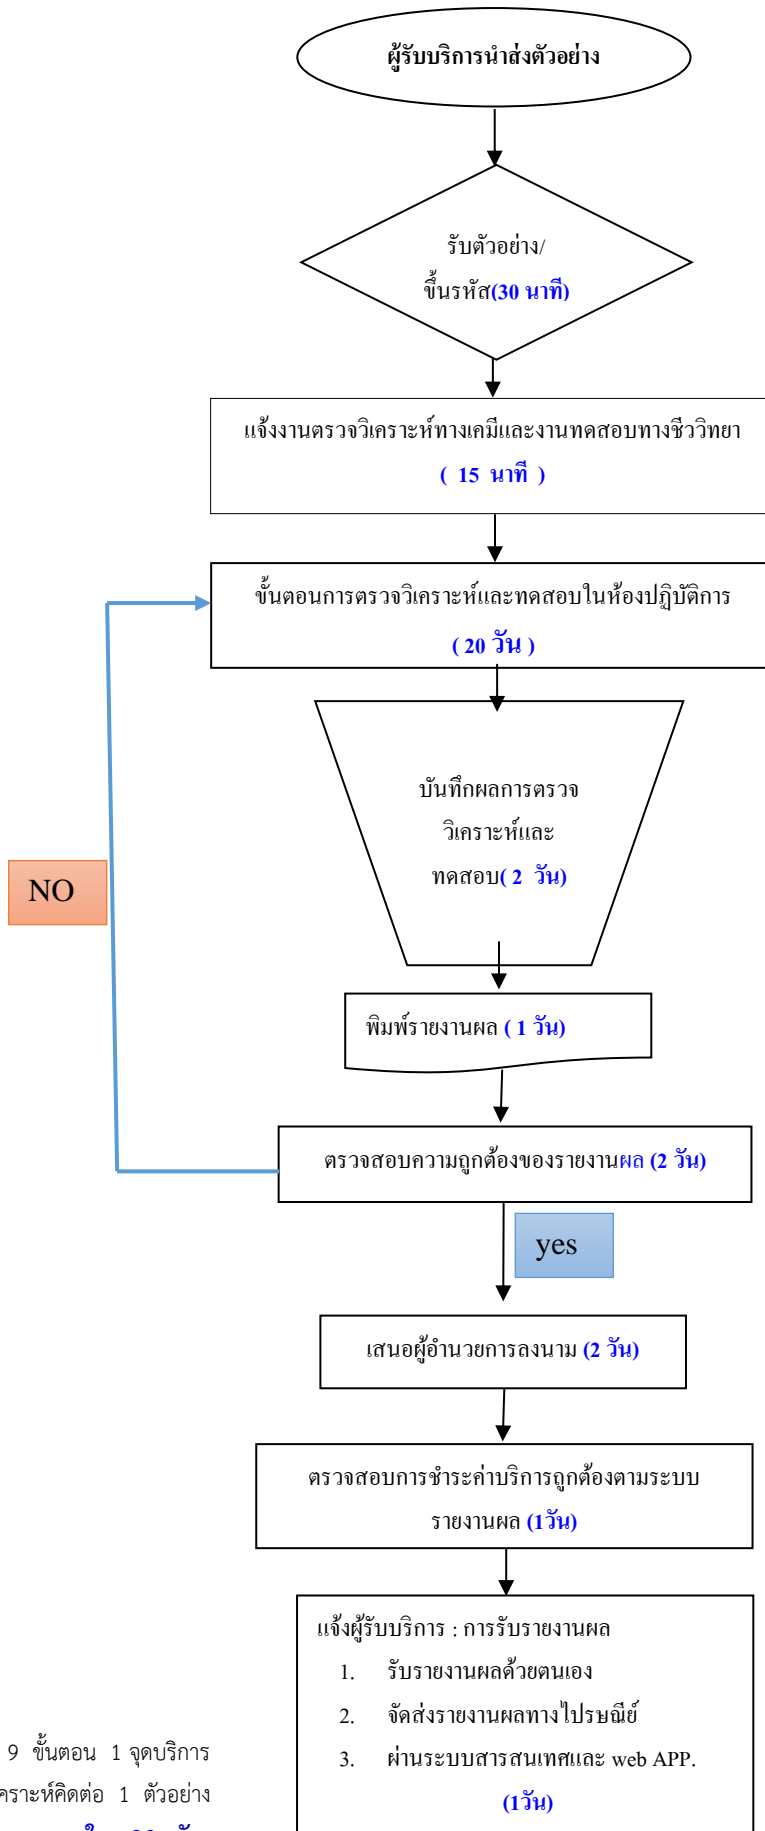 ผู้รับบริการนำส่งตัวอย่าง
รับตัวอย่าง/
ขึ้นรหัส(30 นาที)
แจ้งงานตรวจวิเคราะห์ทางเคมีและงานทดสอบทางชีววิทยา
( 15 นาที )
ขั้นตอนการตรวจวิเคราะห์และทดสอบในห้องปฏิบัติการ
( 20 วัน )
บันทึกผลการตรวจ
วิเคราะห์และ
ทดสอบ( 2 วัน)
NO
พิมพ์รายงานผล ( 1 วัน)
ตรวจสอบความถูกต้องของรายงานผล (2 วัน)
yes
เสนอผู้อำนวยการลงนาม (2 วัน)
ตรวจสอบการชำระค่าบริการถูกต้องตามระบบ
รายงานผล (1วัน)
แจ้งผู้รับบริการ : การรับรายงานผล
1. รับรายงานผลด้วยตนเอง
2. จัดส่งรายงานผลทางไปรษณีย์
3. ผ่านระบบสารสนเทศและ web APP.
(1วัน)
9 ขั้นตอน 1 จุดบริการ
คราะห์คิดต่อ 1 ตัวอย่าง